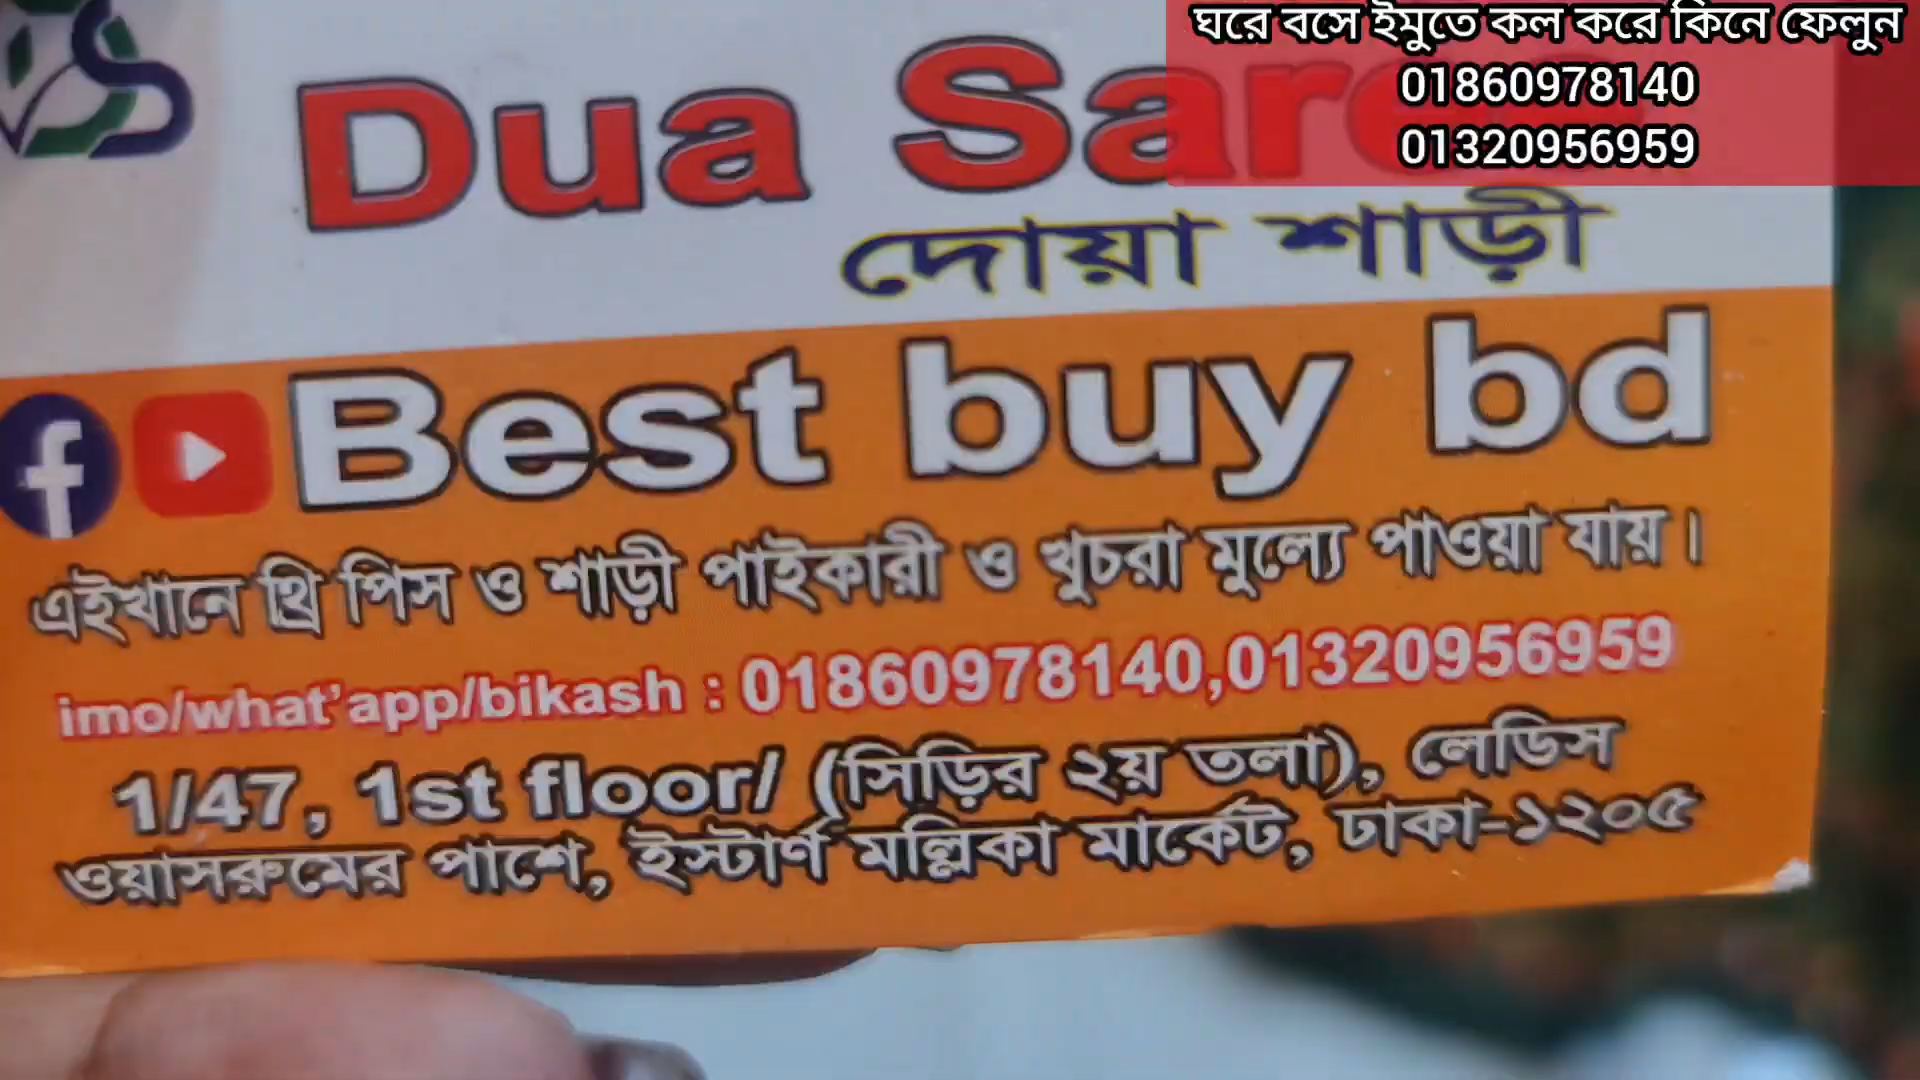 ঘরে বসে ইমুতে কল করে কিনে ফেলুন
01860978140
01320956959
Dua Saree
দোয়া শাড়ী
Best buy bd
এইখানে থ্রি পিস ও শাড়ী পাইকারী ও খুচরা মুল্যে পাওয়া যায়।
imo/what'app/bikash : 01860978140,01320956959
1/47, 1st floor/ (সিড়ির ২য় তলা), লেডিস
ওয়াসরুমের পাশে, ইস্টার্ণ মল্লিকা মার্কেট, ঢাকা-১২০৫